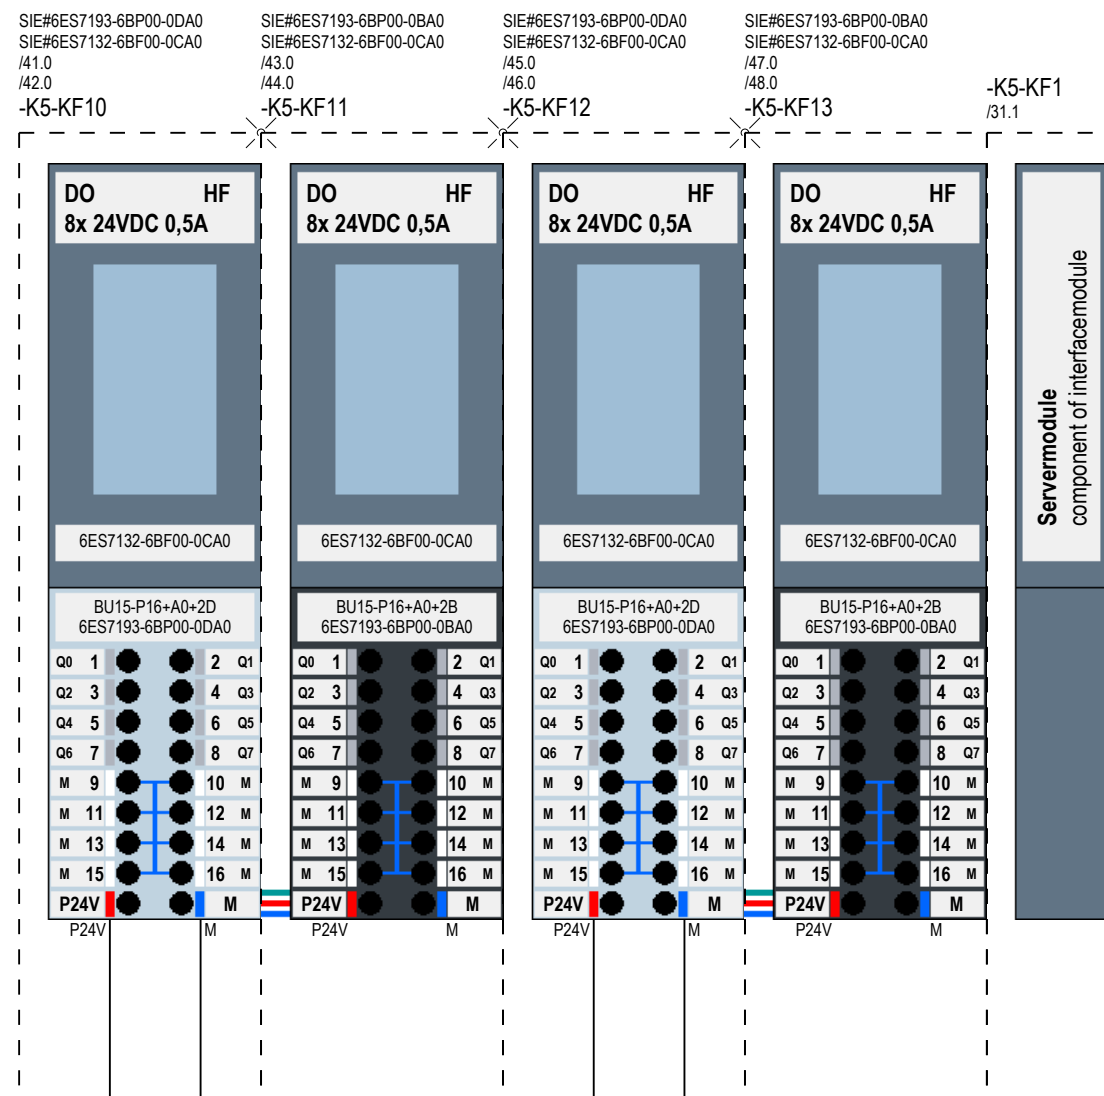 SIE#6ES7193-6BP00-0DA0
SIE#6ES7132-6BF00-0CA0
/41.0
/42.0
-K5-KF10
SIE#6ES7193-6BP00-0BA0
SIE#6ES7132-6BF00-0CA0
/43.0
/44.0
-K5-KF11
SIE#6ES7193-6BP00-0DA0
SIE#6ES7132-6BF00-0CA0
/45.0
/46.0
-K5-KF12
SIE#6ES7193-6BP00-0BA0
SIE#6ES7132-6BF00-0CA0
/47.0
/48.0
-K5-KF13
-K5-KF1
/31.1
DO HF
8x 24VDC 0,5A
6ES7132-6BF00-0CA0
BU15-P16+A0+2D
6ES7193-6BP00-0DA0
Q0 1 2 Q1
Q2 3 4 Q3
Q4 5 6 Q5
Q6 7 8 Q7
M 9 10 M
M 11 12 M
M 13 14 M
M 15 16 M
P24V M
P24V M
DO HF
8x 24VDC 0,5A
6ES7132-6BF00-0CA0
BU15-P16+A0+2B
6ES7193-6BP00-0BA0
Q0 1 2 Q1
Q2 3 4 Q3
Q4 5 6 Q5
Q6 7 8 Q7
M 9 10 M
M 11 12 M
M 13 14 M
M 15 16 M
P24V M
P24V M
DO HF
8x 24VDC 0,5A
6ES7132-6BF00-0CA0
BU15-P16+A0+2D
6ES7193-6BP00-0DA0
Q0 1 2 Q1
Q2 3 4 Q3
Q4 5 6 Q5
Q6 7 8 Q7
M 9 10 M
M 11 12 M
M 13 14 M
M 15 16 M
P24V M
P24V M
DO HF
8x 24VDC 0,5A
6ES7132-6BF00-0CA0
BU15-P16+A0+2B
6ES7193-6BP00-0BA0
Q0 1 2 Q1
Q2 3 4 Q3
Q4 5 6 Q5
Q6 7 8 Q7
M 9 10 M
M 11 12 M
M 13 14 M
M 15 16 M
P24V M
P24V M
Servermodule
component of interfacemodule